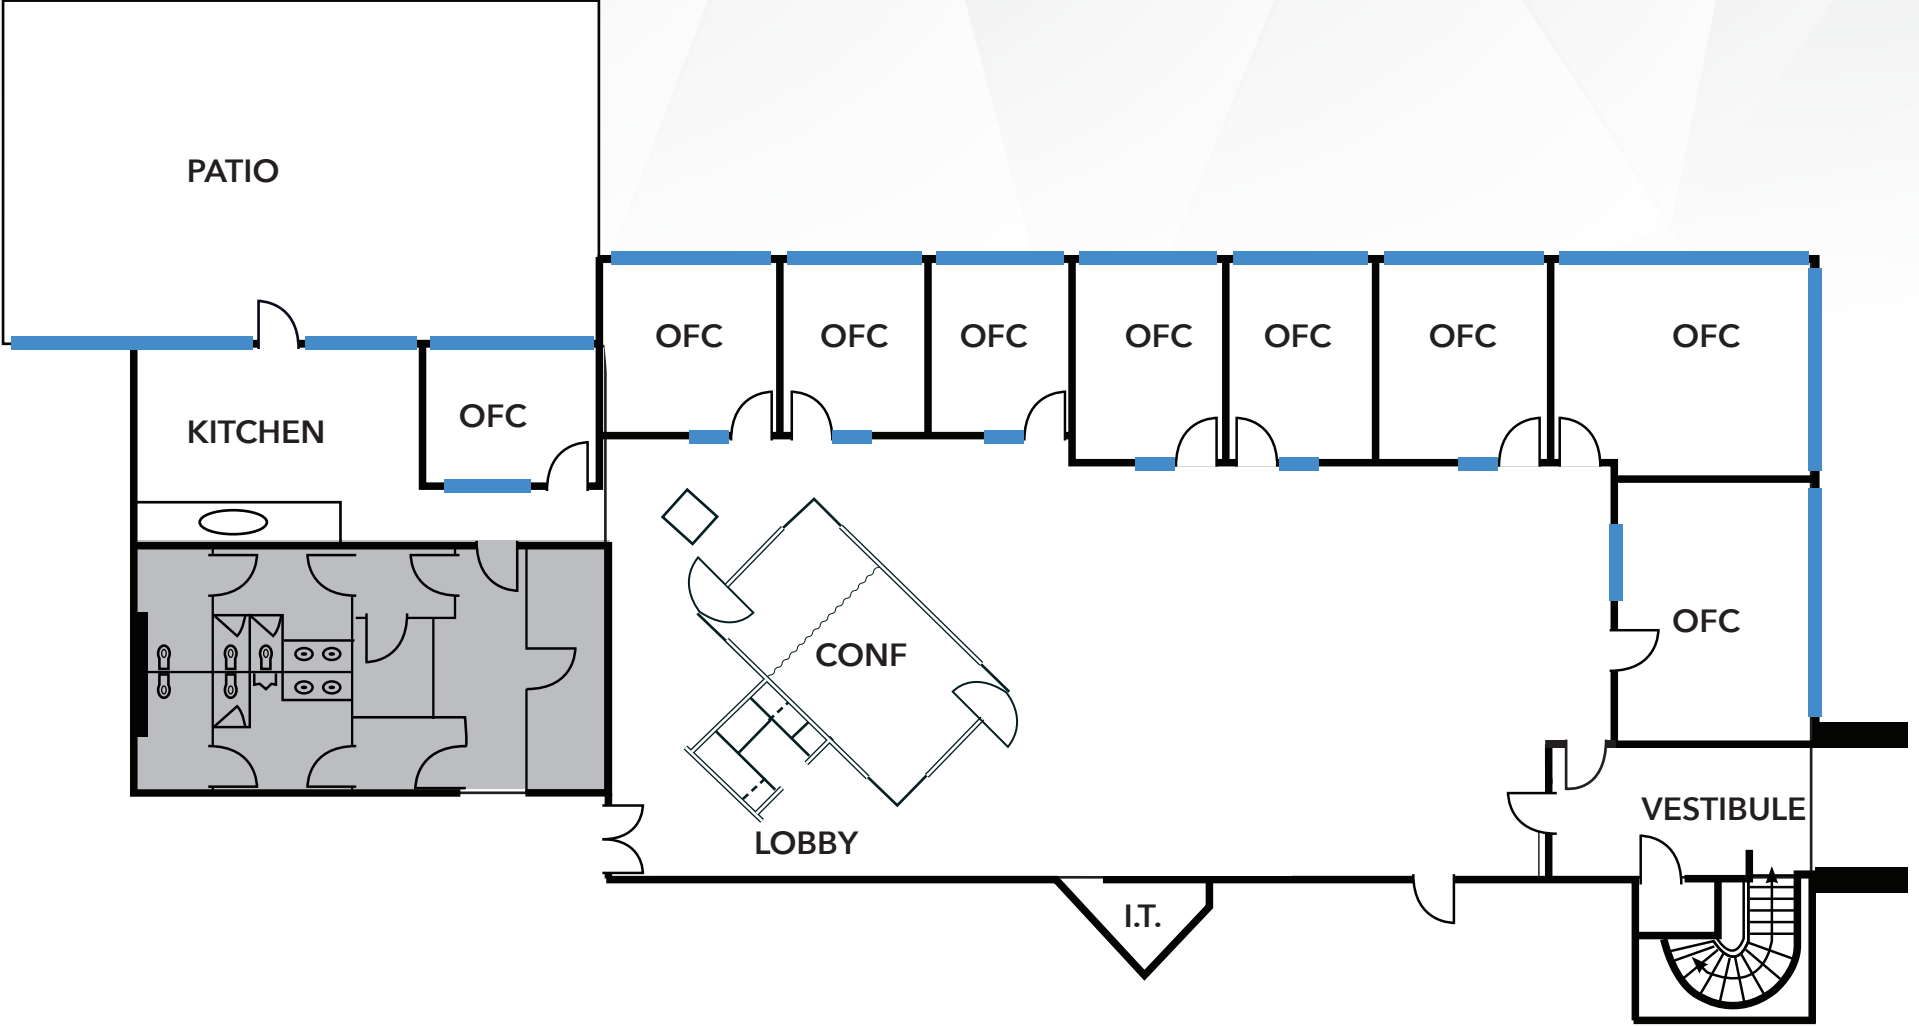 PATIO
OFC
OFC
OFC
OFC
OFC
OFC
OFC
OFC
KITCHEN
OFC
CONF
VESTIBULE
LOBBY
I.T.